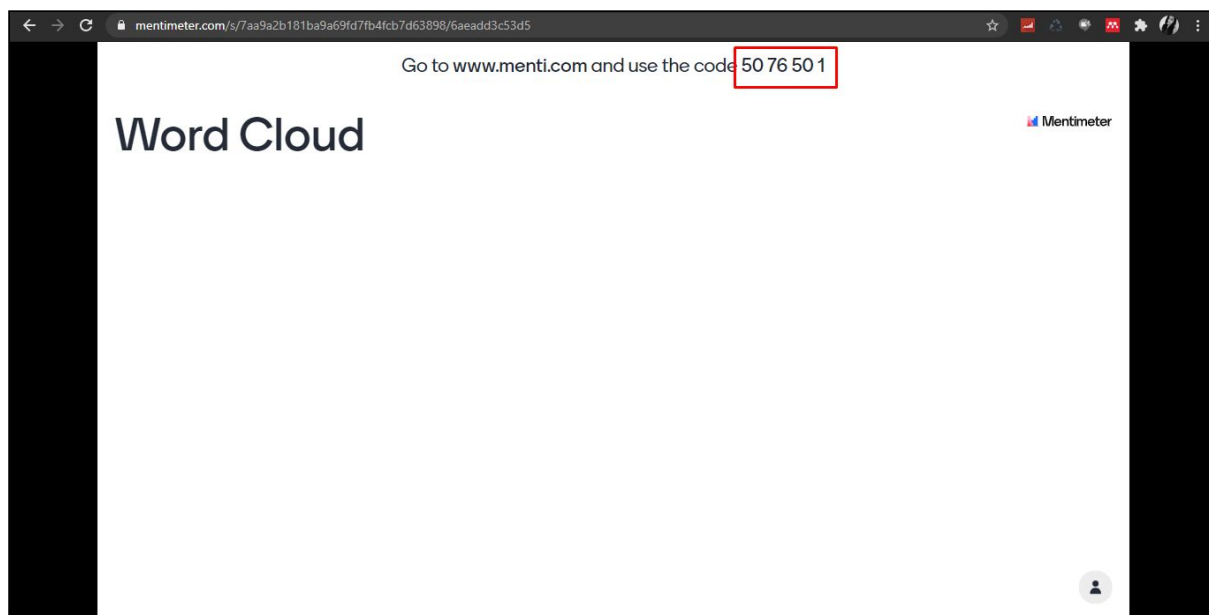 mentimeter.com/s/7aa9a2b181ba9a69fd7fb4fcb7d63898/6aeadd3c53d5
Go to www.menti.com and use the code 50 76 50 1
Word Cloud
Mentimeter